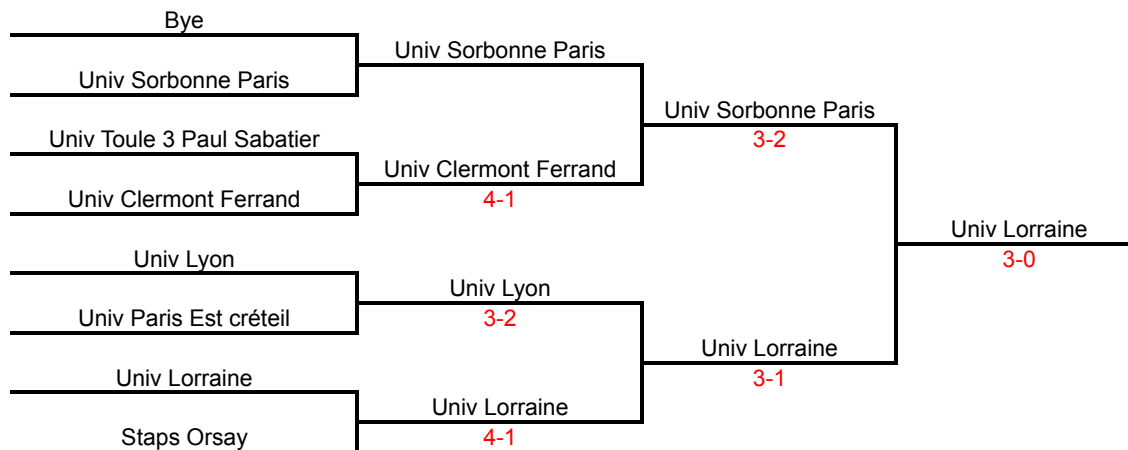 Bye
Univ Sorbonne Paris
Univ Toule 3 Paul Sabatier
Univ Clermont Ferrand
Univ Lyon
Univ Paris Est créteil
Univ Lorraine
Staps Orsay
Univ Sorbonne Paris
Univ Clermont Ferrand
4-1
Univ Lyon
3-2
Univ Lorraine
4-1
Univ Sorbonne Paris
3-2
Univ Lorraine
3-1
Univ Lorraine
3-0